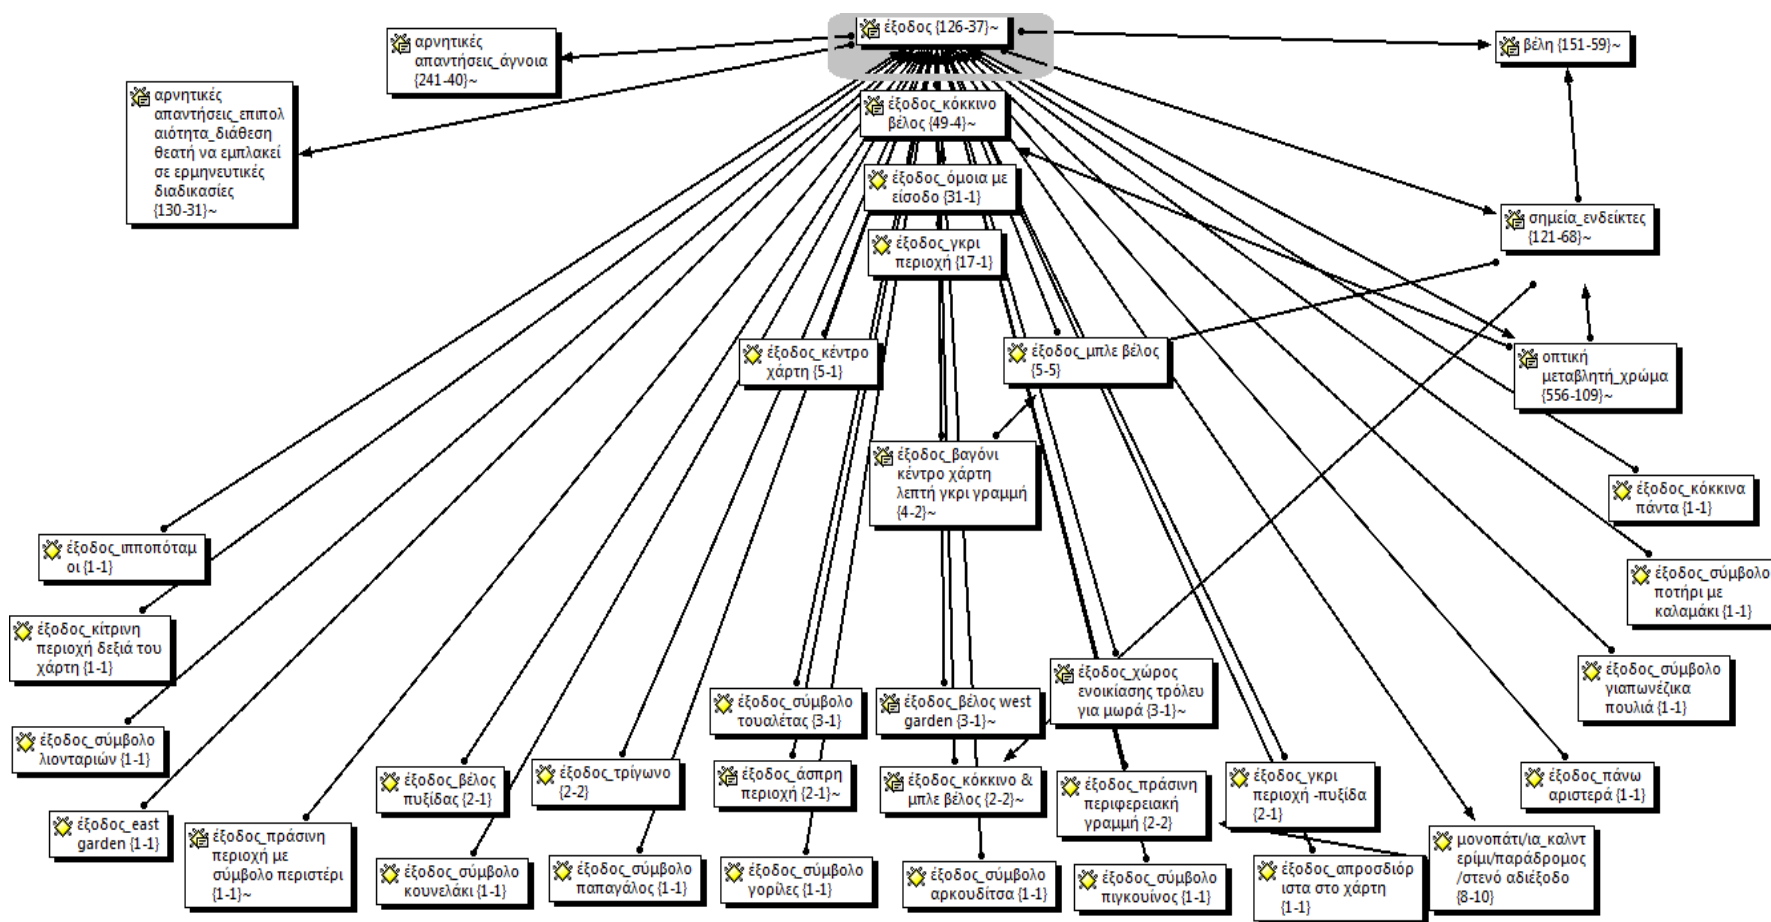 έξοδος {126-37}~
αρνητικές
απαντήσεις_άγνοια
{241-40}~
βέλη {151-59}~
αρνητικές
απαντήσεις_επιπολ
αιότητα_διάθεση
θεατή να εμπλακεί
σε ερμηνευτικές
διαδικασίες
{130-31}~
έξοδος_κόκκινο
βέλος {49-4}~
έξοδος_όμοια με
είσοδο {31-1}
σημεία_ενδείκτες
{121-68}~
έξοδος_γκρι
περιοχή {17-1}
έξοδος_κέντρο
χάρτη {5-1}
έξοδος_μπλε βέλος
{5-5}
οπτική
μεταβλητή_χρώμα
{556-109}~
έξοδος_βαγόνι
κέντρο χάρτη
λεπτή γκρι γραμμή
{4-2}~
έξοδος_κόκκινα
πάντα {1-1}
έξοδος_ιπποπόταμ
οι {1-1}
έξοδος_σύμβολο
ποτήρι με
καλαμάκι {1-1}
έξοδος_κίτρινη
περιοχή δεξιά του
χάρτη {1-1}
έξοδος_χώρος
ενοικίασης τρόλευ
για μωρά {3-1}~
έξοδος_σύμβολο
γιαπωνέζικα
πουλιά {1-1}
έξοδος_σύμβολο
τουαλέτας {3-1}
έξοδος_βέλος west
garden {3-1}~
έξοδος_σύμβολο
λιονταριών {1-1}
έξοδος_βέλος
πυξίδας {2-1}
έξοδος_τρίγωνο
{2-2}
έξοδος_άσπρη
περιοχή {2-1}~
έξοδος_κόκκινο &
μπλε βέλος {2-2}~
έξοδος_πράσινη
περιφερειακή
γραμμή {2-2}
έξοδος_γκρι
περιοχή -πυξίδα
{2-1}
έξοδος_πάνω
αριστερά {1-1}
έξοδος_east
garden {1-1}
έξοδος_πράσινη
περιοχή με
σύμβολο περιστέρι
{1-1}~
έξοδος_σύμβολο
κουνελάκι {1-1}
έξοδος_σύμβολο
παπαγάλος {1-1}
έξοδος_σύμβολο
γορίλες {1-1}
έξοδος_σύμβολο
αρκουδίτσα {1-1}
έξοδος_σύμβολο
πιγκουίνος {1-1}
έξοδος_απροσδιόρ
ιστα στο χάρτη
{1-1}
μονοπάτι/ια_καλντ
ερίμι/παράδρομος
/στενό αδιέξοδο
{8-10}